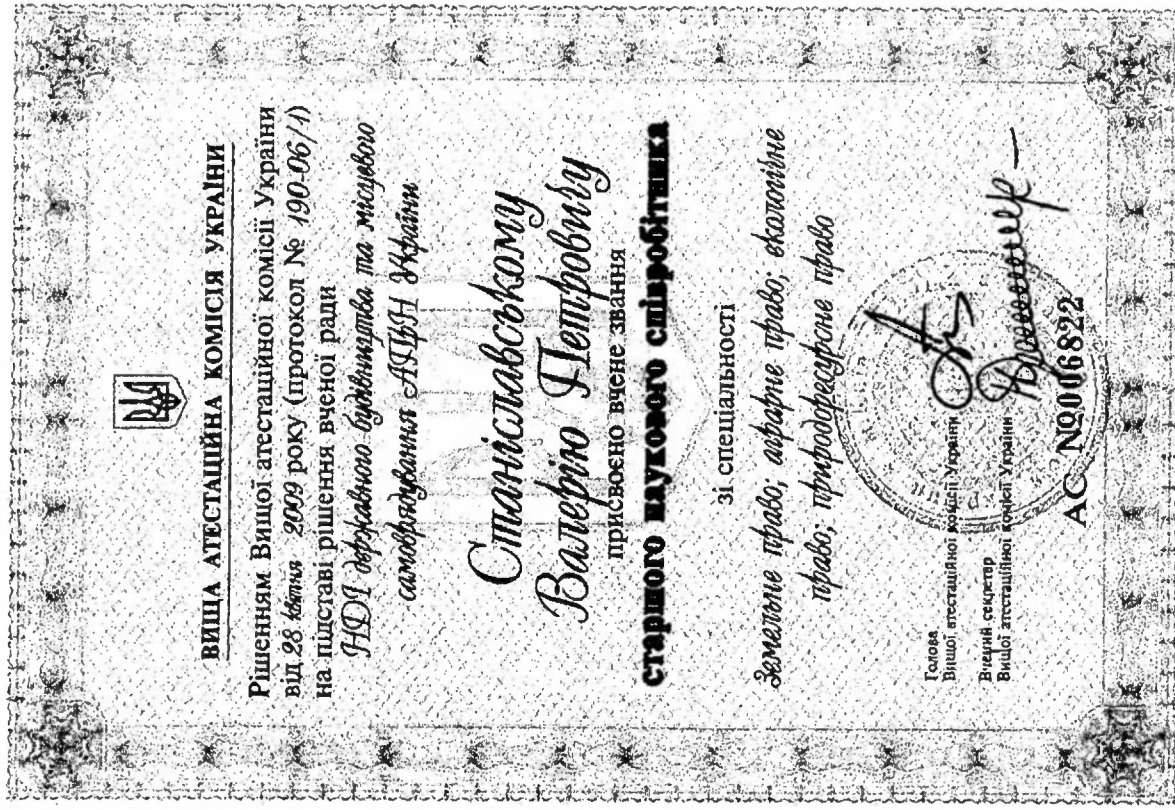 ВИЩА АТЕСТАЦІЙНА КОМІСІЯ УКРАЇНИ
Рішенням Вищої атестаційної комісії України
від 28 квітня 2009 року (протокол № 190-06/4)
на підставі рішення вченої ради
НДІ державного будівництва та місцевого
самоврядування АПрН України
Станіславському
Валерію Петровичу
присвоєно вчене звання
старшого наукового співробітника
зі спеціальності
Земельне право; аграрне право; екологічне
право; природоресурсне право
Голова
Вищої атестаційної комісії України
Вчений секретар
Вищої атестаційної комісії України
АС №006822